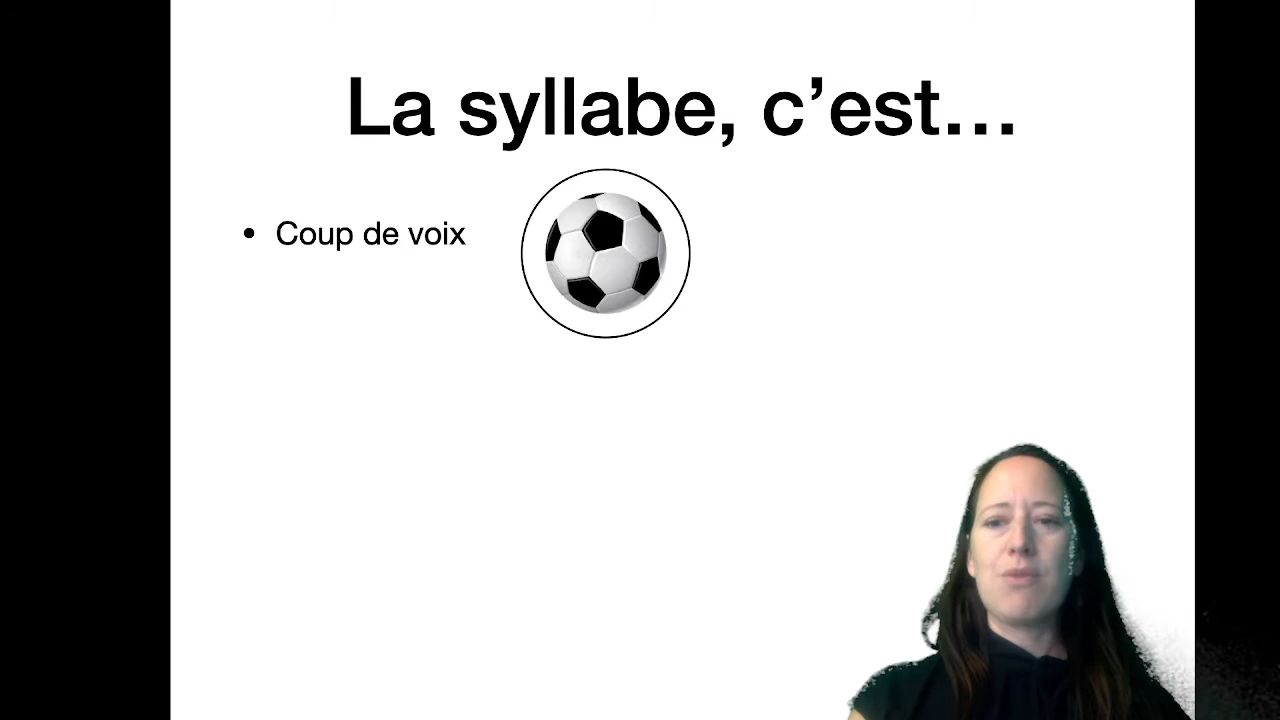 La syllabe, c’est…
• Coup de voix